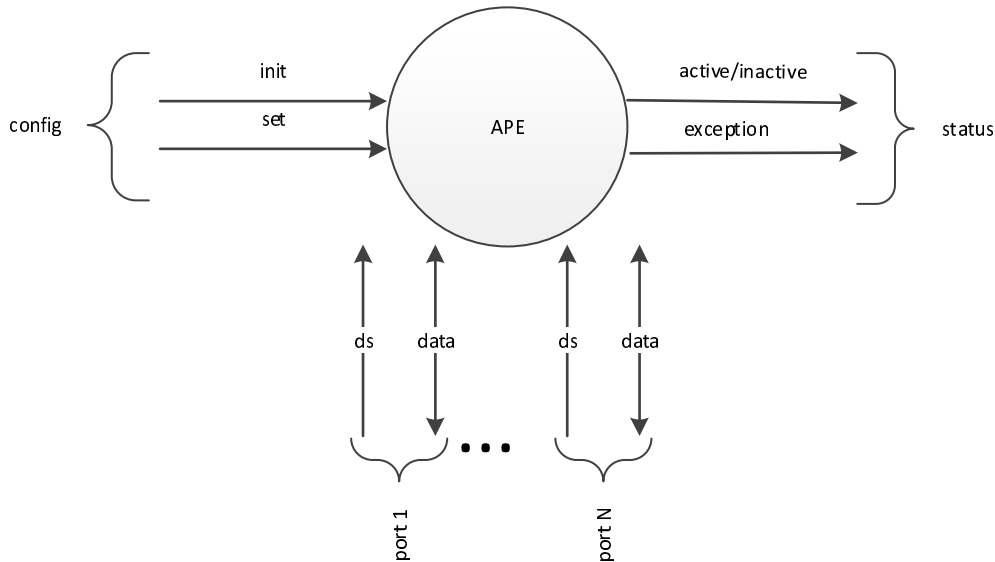 init
active/inactive
config
set
APE
exception
status
ds
data
ds
data
...
port 1
port N